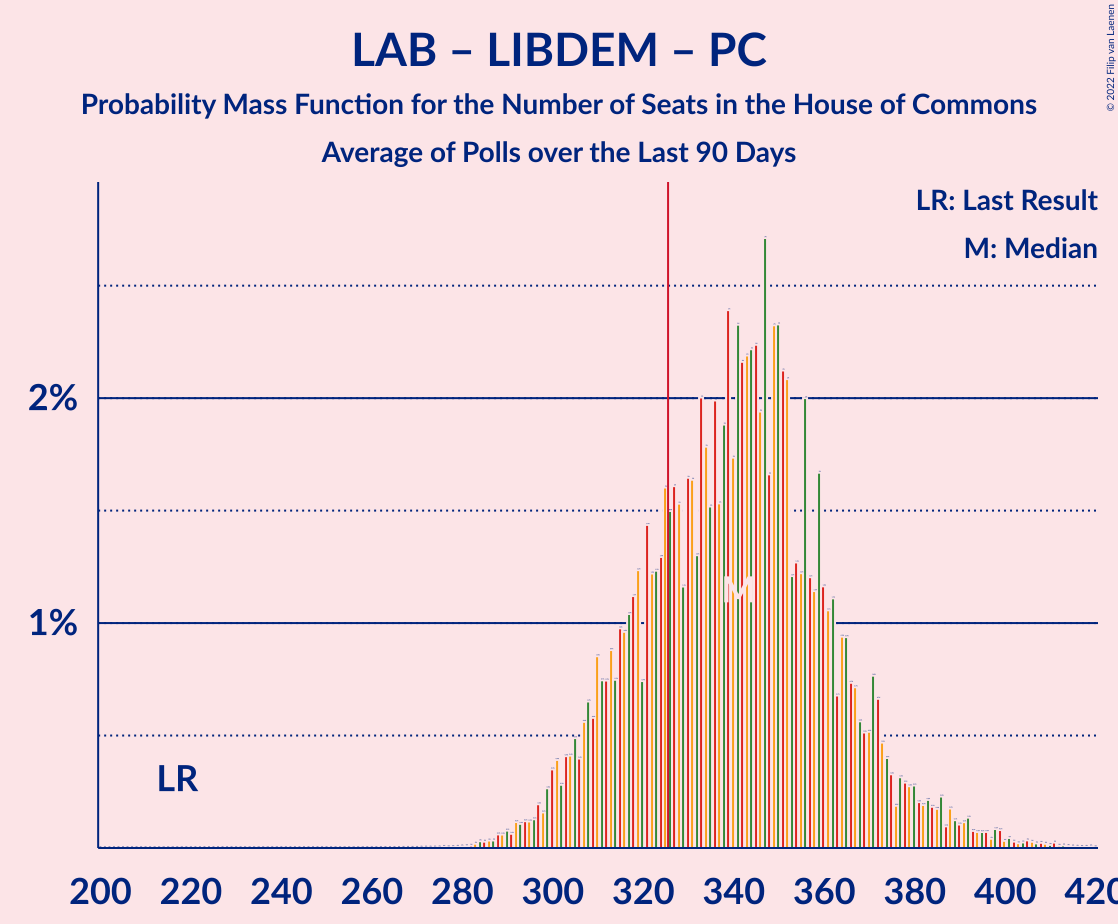 LAB – LIBDEM – PC
Probability Mass Function for the Number of Seats in the House of Commons
Average of Polls over the Last 90 Days
© 2022 Filip van Laenen
LR: Last Result
M: Median
2%
1%
M
LR
200 220 240 260 280 300 320 340 360 380 400 420